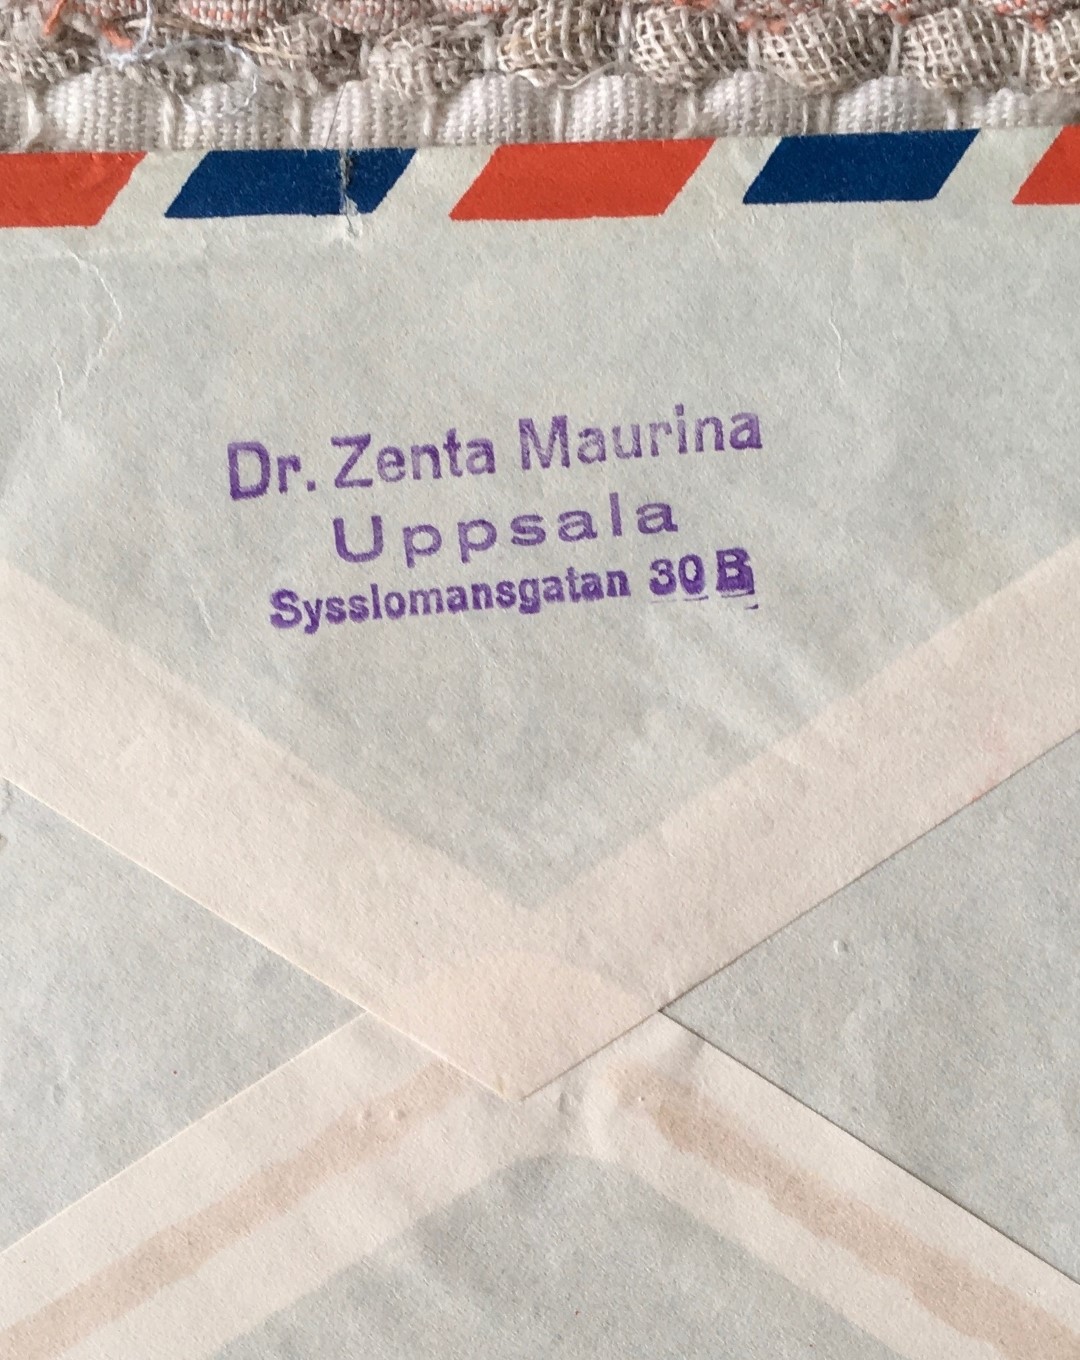 Dr. Zenta Maurina
Uppsala
Sysslomansgatan 30 B